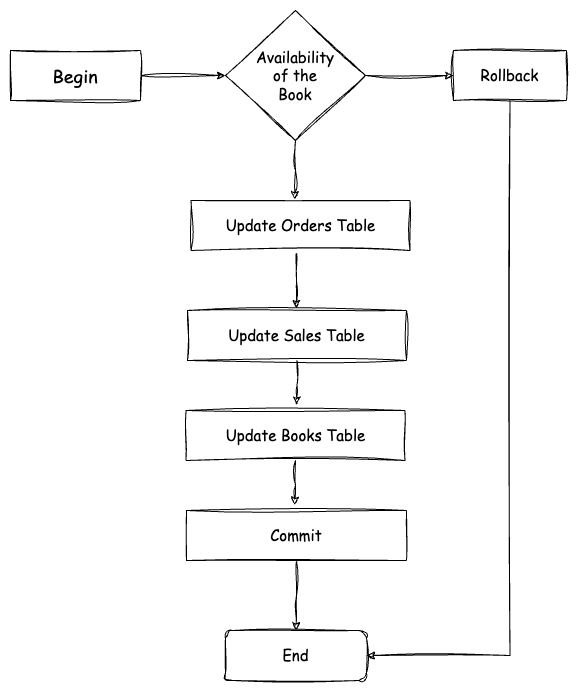 Begin
Availability
of the
Book
Rollback
Update Orders Table
Update Sales Table
Update Books Table
Commit
End